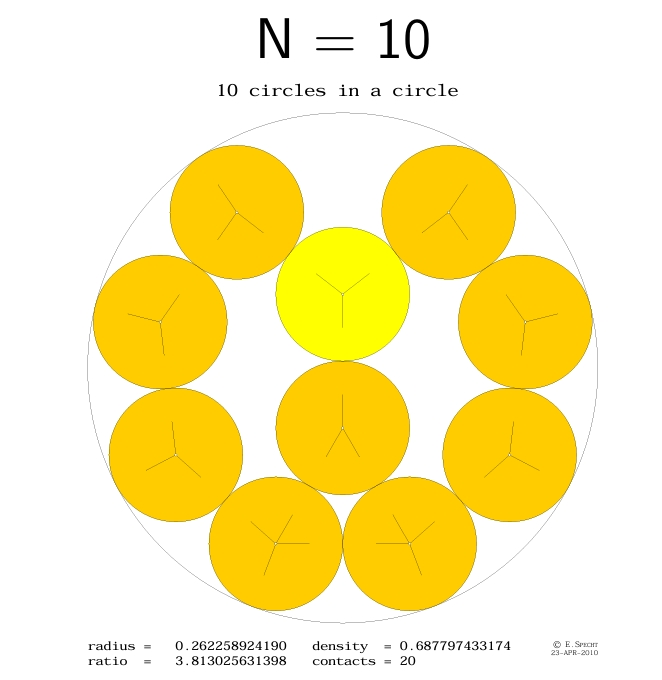 N = 10
10 circles in a circle
radius = 0.262258924190 density = 0.687797433174 © E.SPECHT
ratio = 3.813025631398 contacts = 20 23-APR-2010